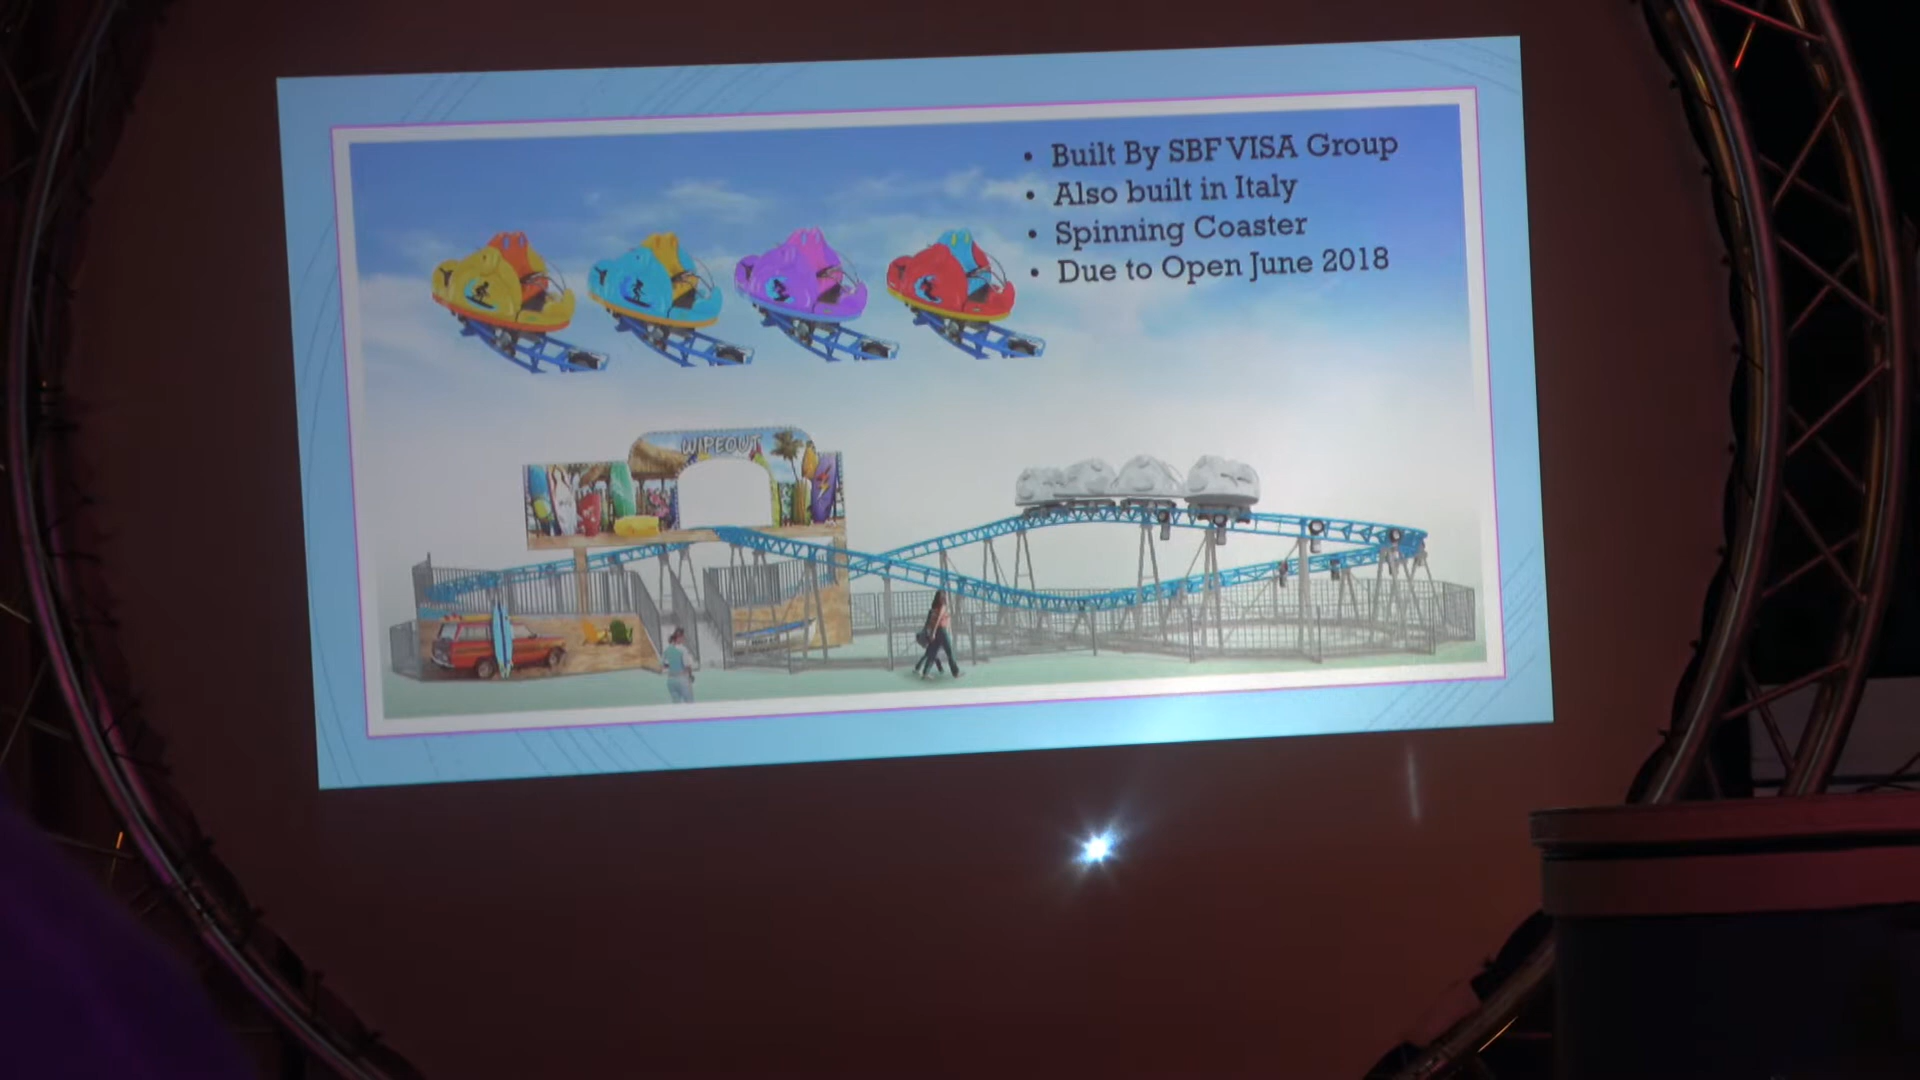 • Built By SBF VISA Group
• Also built in Italy
• Spinning Coaster
• Due to Open June 2018
WIPEOUT